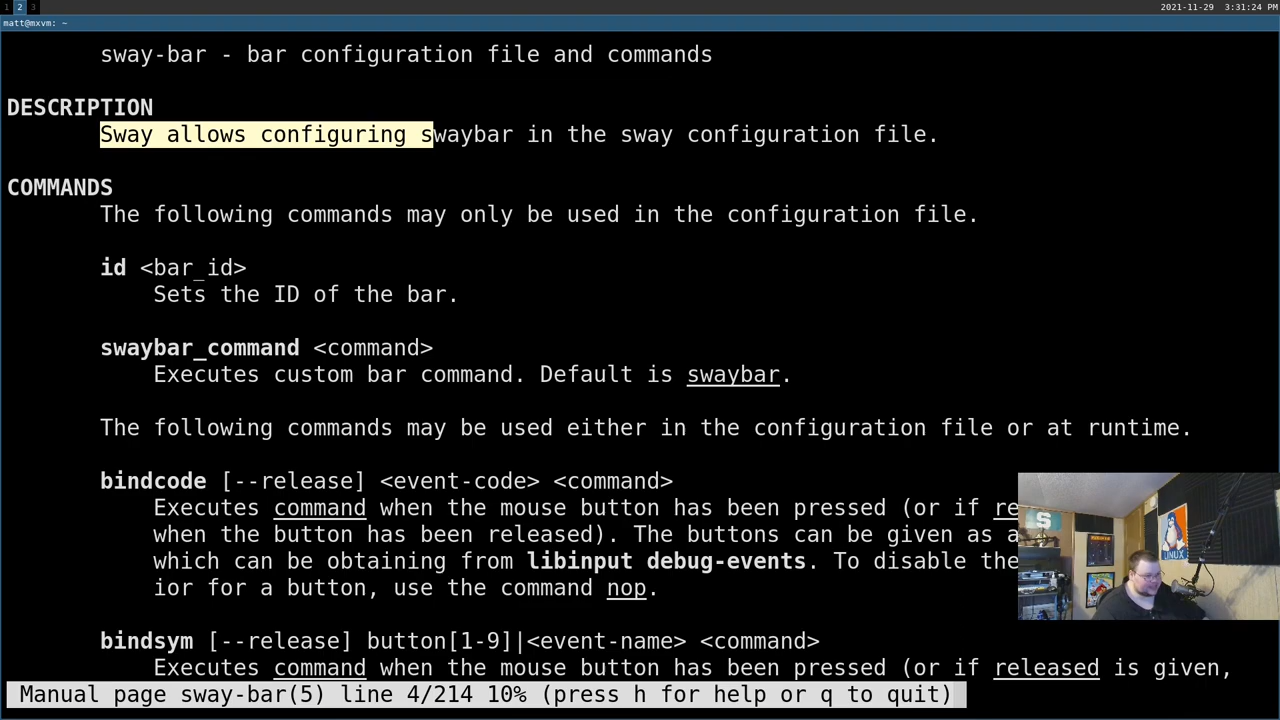 1 2 3 2021-11-29 3:31:24 PM
matt@mxvm: ~
sway-bar - bar configuration file and commands
DESCRIPTION
Sway allows configuring swaybar in the sway configuration file.
COMMANDS
The following commands may only be used in the configuration file.
id <bar_id>
Sets the ID of the bar.
swaybar_command <command>
Executes custom bar command. Default is swaybar.
The following commands may be used either in the configuration file or at runtime.
bindcode [--release] <event-code> <command>
Executes command when the mouse button has been pressed (or if re
when the button has been released). The buttons can be given as a
which can be obtaining from libinput debug-events. To disable the
ior for a button, use the command nop.
bindsym [--release] button[1-9]|<event-name> <command>
Executes command when the mouse button has been pressed (or if released is given,
Manual page sway-bar(5) line 4/214 10% (press h for help or q to quit)
S
LINUX